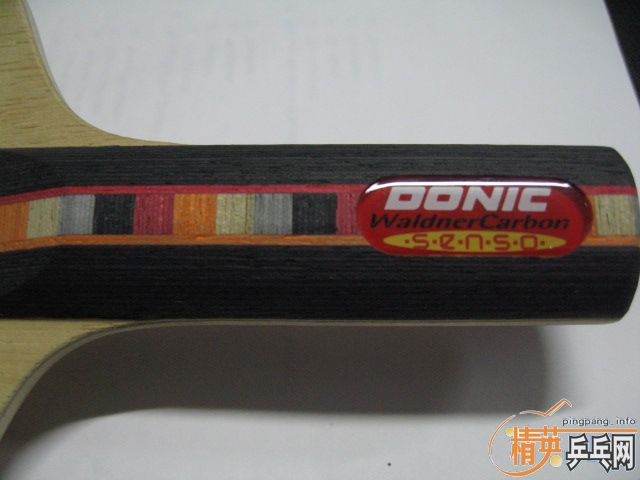 DONIC
WaldnerCarbon
·S·e·n·s·o·
pingpang_info
精英乒乓网